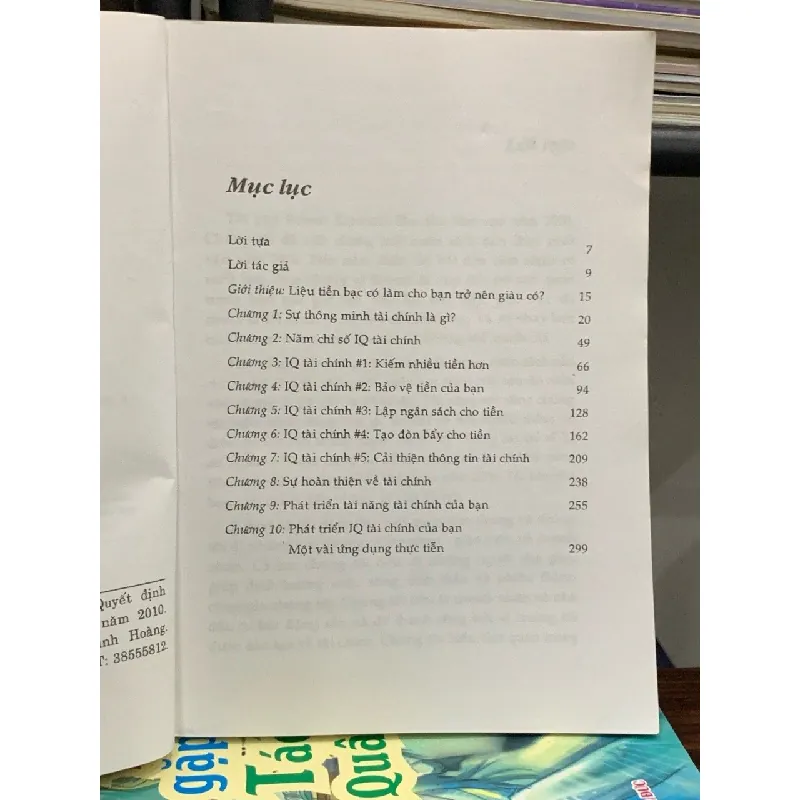 Mục lục
Lời tựa 7
Lời tác giả 9
Giới thiệu: Liệu tiền bạc có làm cho bạn trở nên giàu có? 15
Chương 1: Sự thông minh tài chính là gì? 20
Chương 2: Năm chỉ số IQ tài chính 49
Chương 3: IQ tài chính #1: Kiếm nhiều tiền hơn 66
Chương 4: IQ tài chính #2: Bảo vệ tiền của bạn 94
Chương 5: IQ tài chính #3: Lập ngân sách cho tiền 128
Chương 6: IQ tài chính #4: Tạo đòn bẩy cho tiền 162
Chương 7: IQ tài chính #5: Cải thiện thông tin tài chính 209
Chương 8: Sự hoàn thiện về tài chính 238
Chương 9: Phát triển tài năng tài chính của bạn 255
Chương 10: Phát triển IQ tài chính của bạn
Một vài ứng dụng thực tiễn 299
Quyết định
năm 2010.
Hoàng,
T: 38555812.
gặp